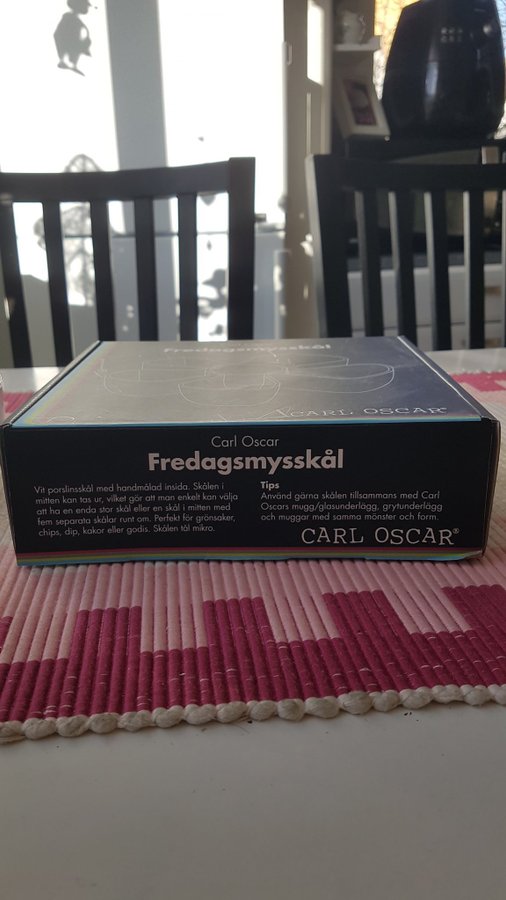 Fredagsmysskål
CARL OSCAR®
Carl Oscar
Fredagsmysskål
Vit porslinsskål med handmålad insida. Skålen i
mitten kan tas ur, vilket gör att man enkelt kan välja
att ha en enda stor skål eller en skål i mitten med
fem separata skålar runt om. Perfekt för grönsaker,
chips, dip, kakor eller godis. Skålen tål mikro.
Tips
Använd gärna skålen tillsammans med Carl
Oscars mugg/glasunderlägg, grytunderlägg
och muggar med samma mönster och form.
CARL OSCAR®